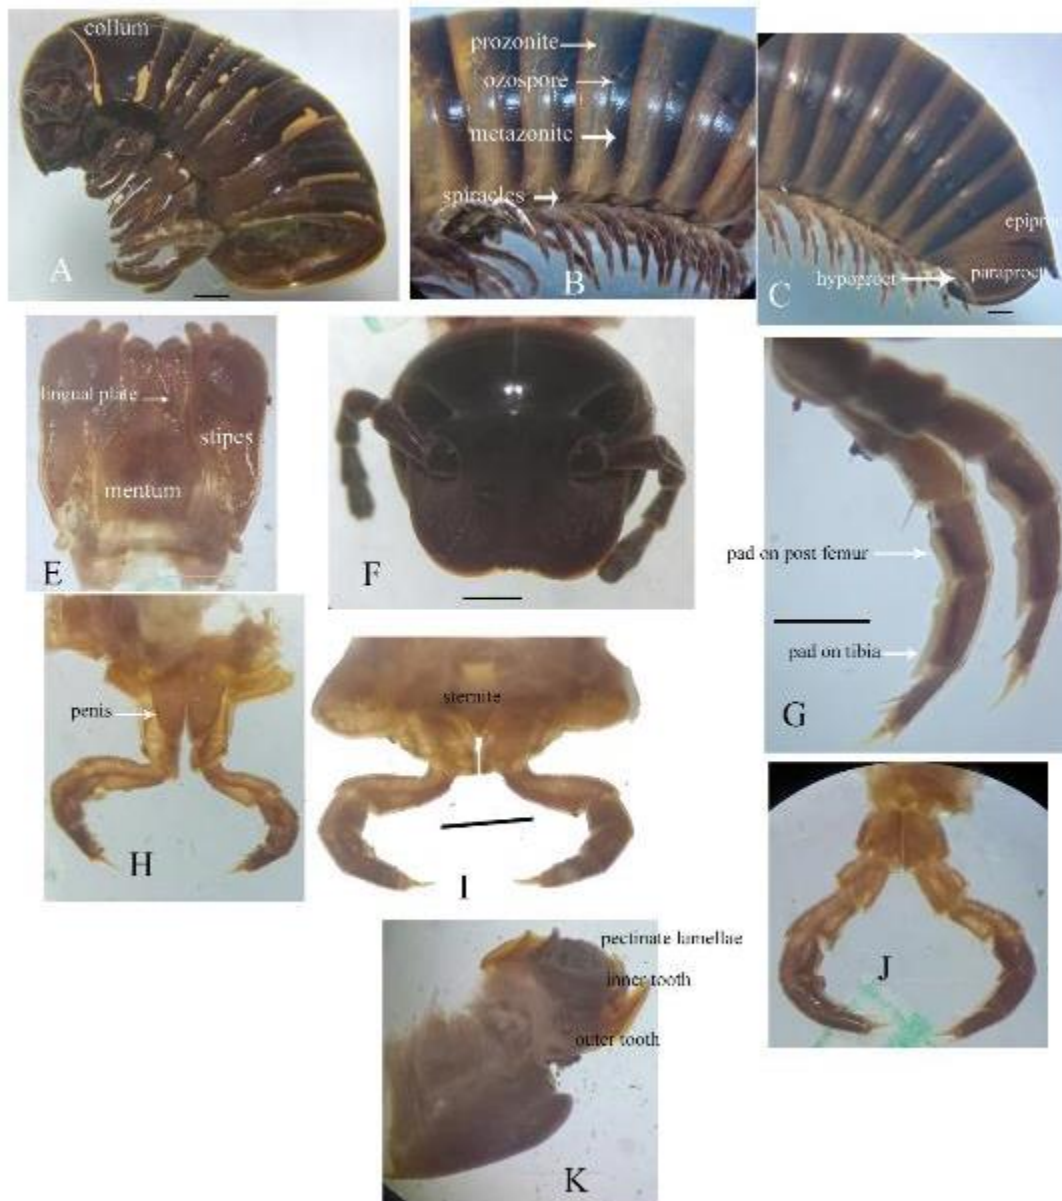 collum
A
prozonite
ozospore
metazonite
spiracles
B
hypoproct
paraproct
C
lingual plate
stipes
mentum
E
F
pad on post femur
pad on tibia
G
penis
H
sternite
I
J
pectinate lamellae
inner tooth
outer tooth
K